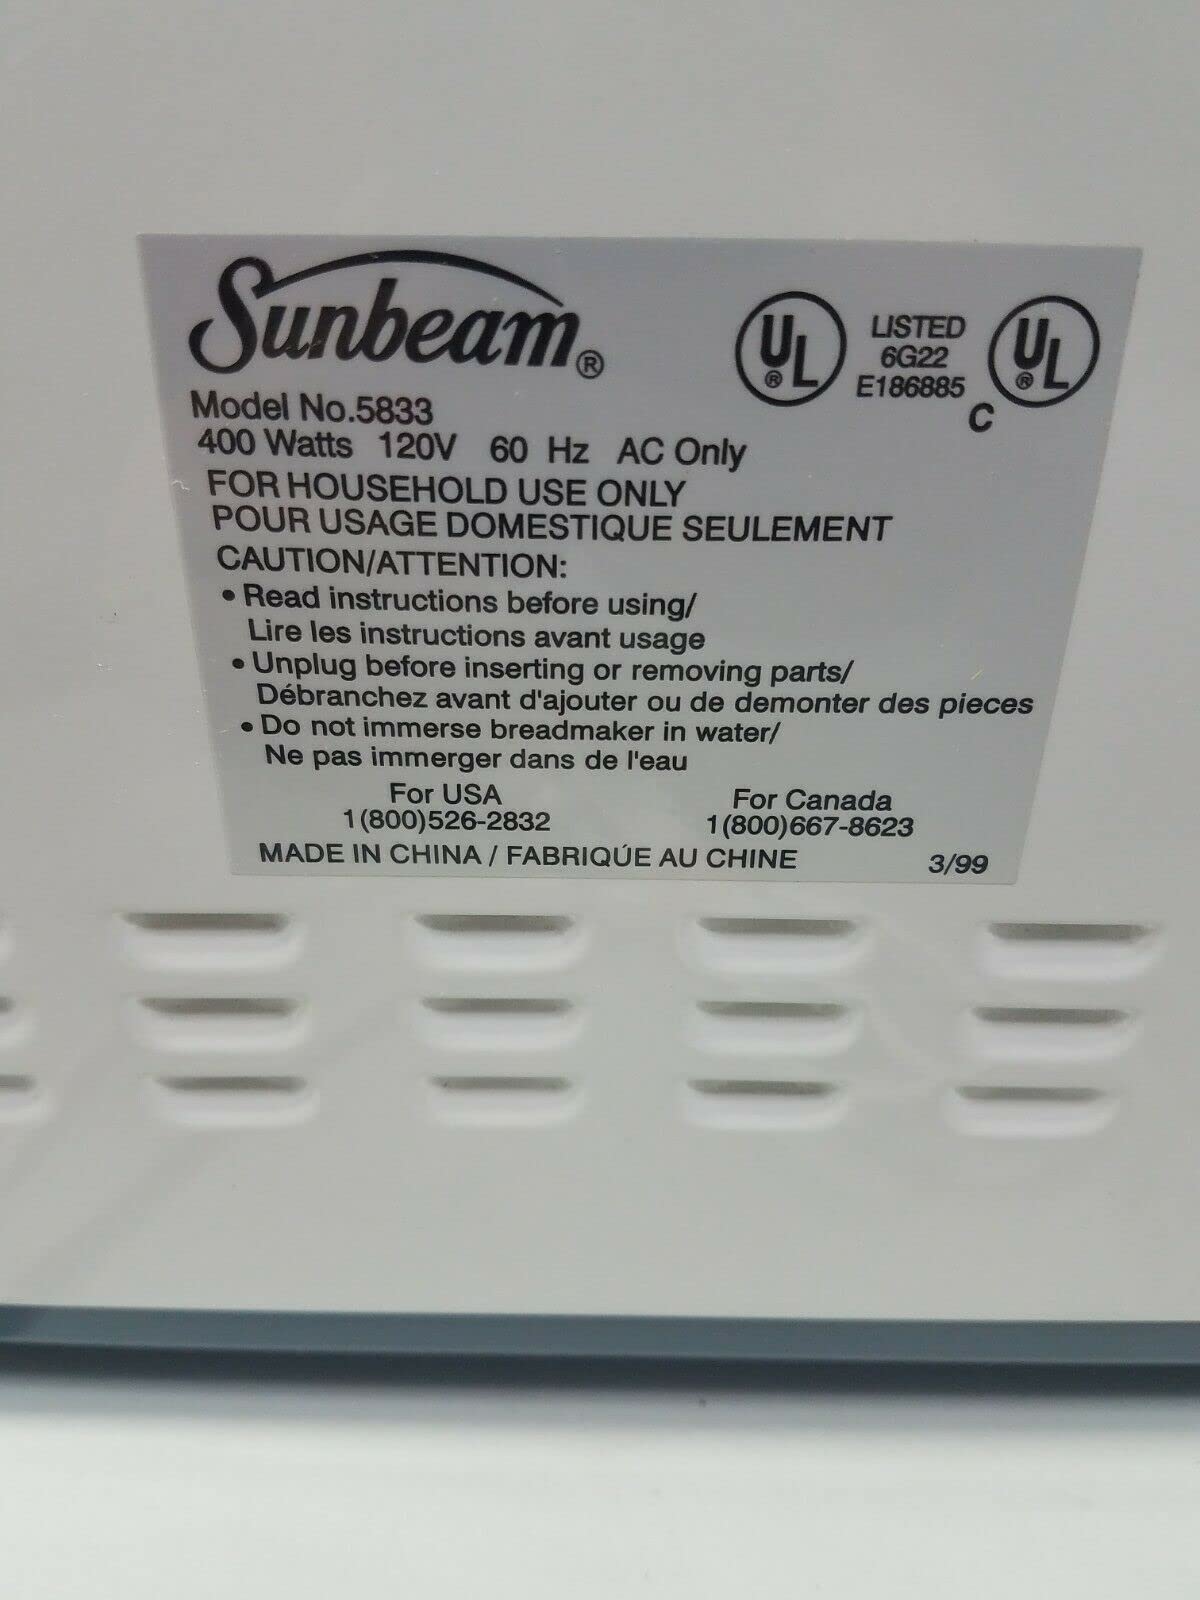 Sunbeam®
UL® LISTED 6G22 E186885 C UL®
Model No.5833
400 Watts 120V 60 Hz AC Only
FOR HOUSEHOLD USE ONLY
POUR USAGE DOMESTIQUE SEULEMENT
CAUTION/ATTENTION:
• Read instructions before using/
Lire les instructions avant usage
• Unplug before inserting or removing parts/
Débranchez avant d'ajouter ou de demonter des pieces
• Do not immerse breadmaker in water/
Ne pas immerger dans de l'eau
For USA For Canada
1(800)526-2832 1(800)667-8623
MADE IN CHINA / FABRIQÚE AU CHINE 3/99